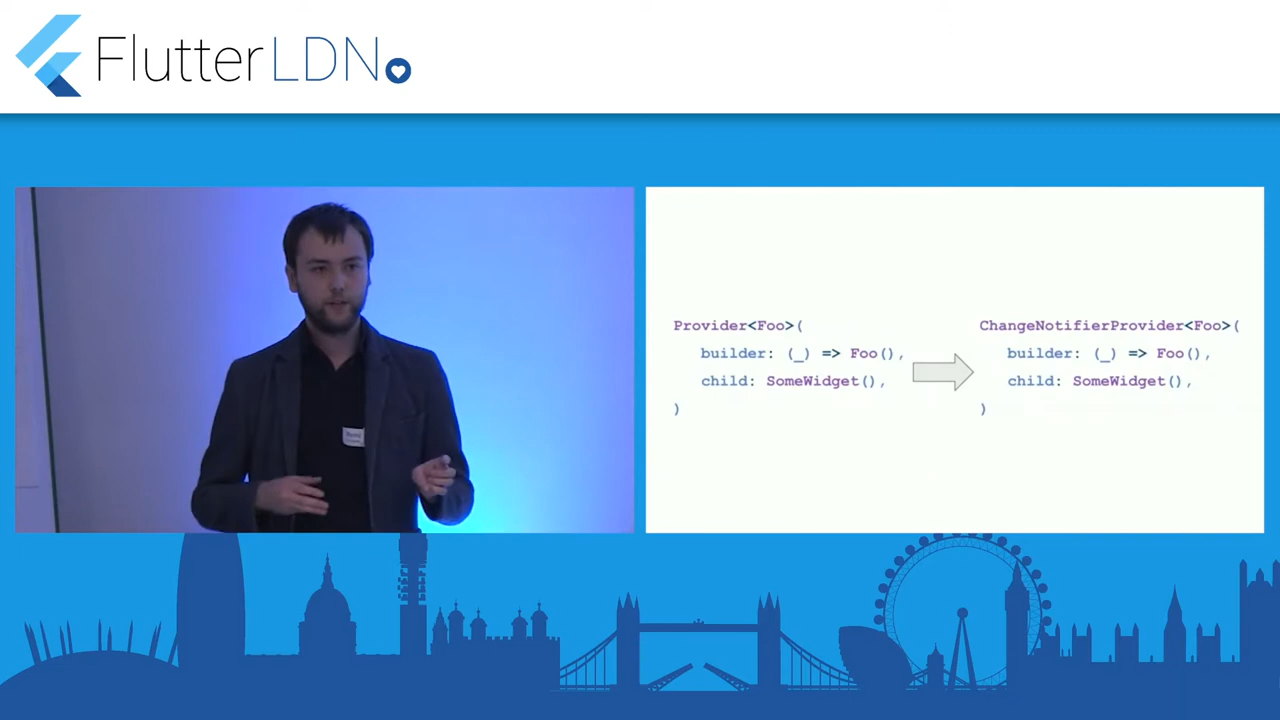 FlutterLDN
Provider<Foo>(
builder: (_) => Foo(),
child: SomeWidget(),
)
ChangeNotifierProvider<Foo>(
builder: (_) => Foo(),
child: SomeWidget(),
)